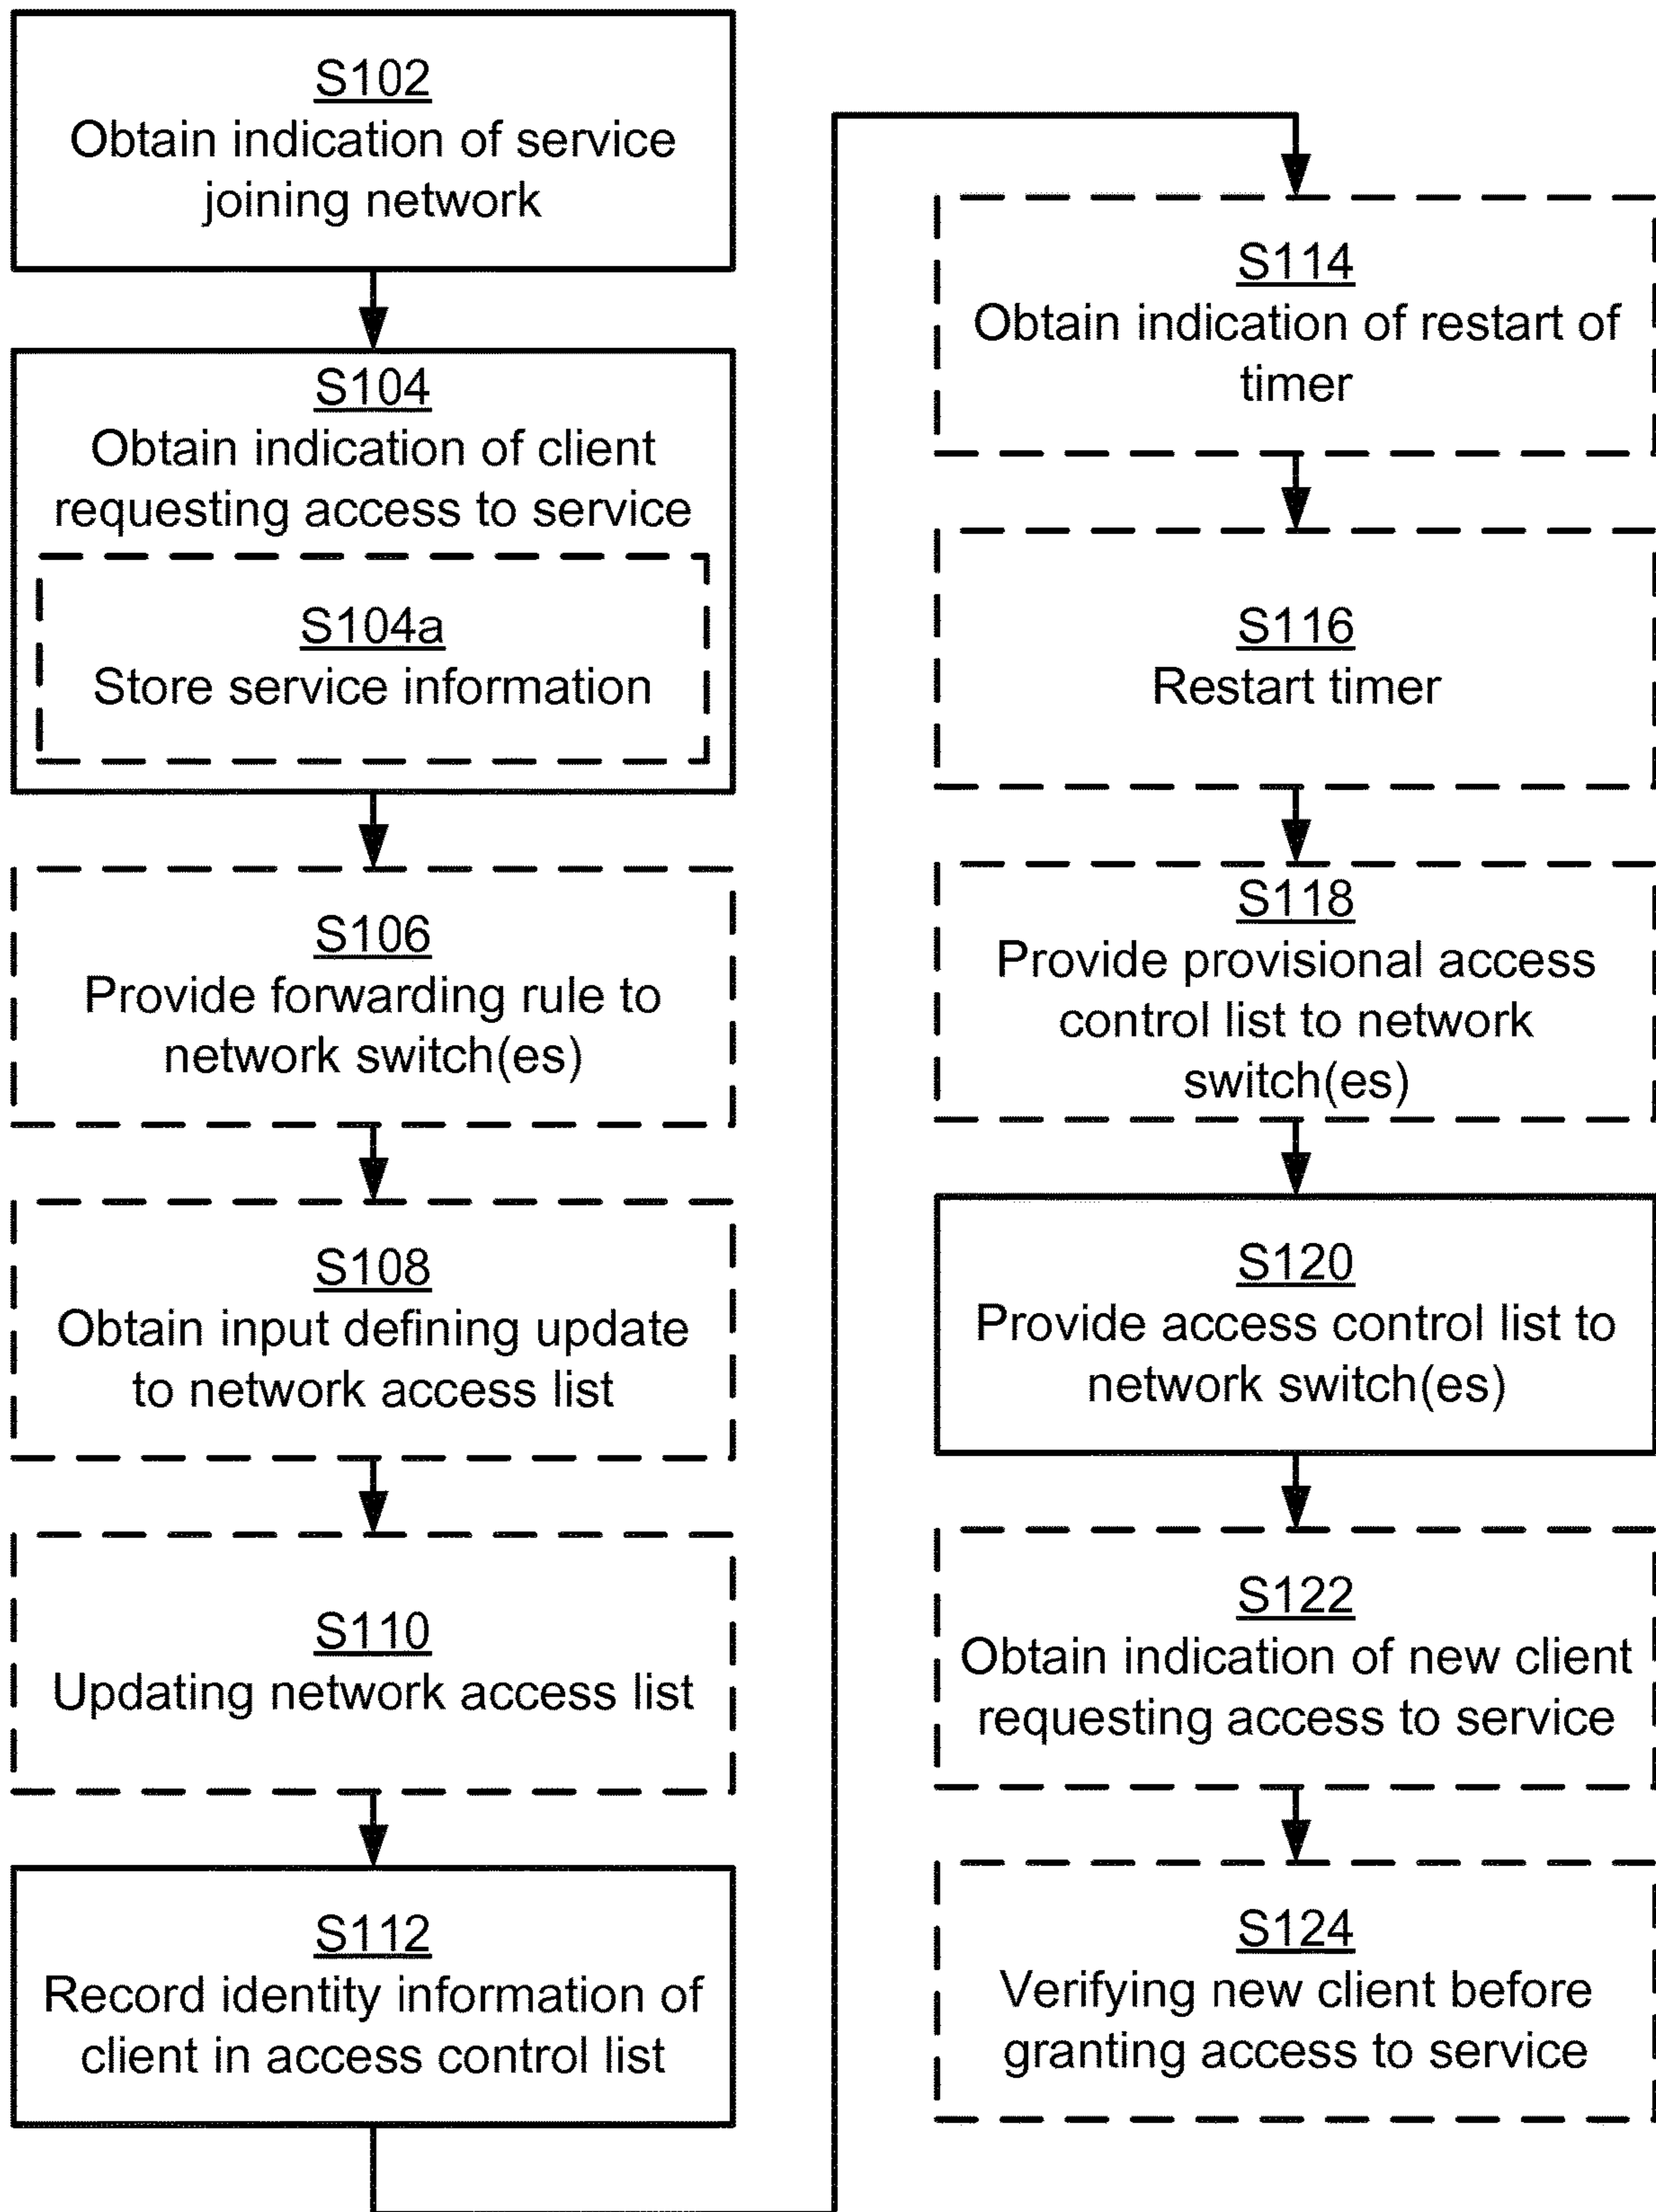 S102
Obtain indication of service
joining network
S104
Obtain indication of client
requesting access to service
S104a
Store service information
S106
Provide forwarding rule to
network switch(es)
S108
Obtain input defining update
to network access list
S110
Updating network access list
S112
Record identity information of
client in access control list
S114
Obtain indication of restart of
timer
S116
Restart timer
S118
Provide provisional access
control list to network
switch(es)
S120
Provide access control list to
network switch(es)
S122
Obtain indication of new client
requesting access to service
S124
Verifying new client before
granting access to service